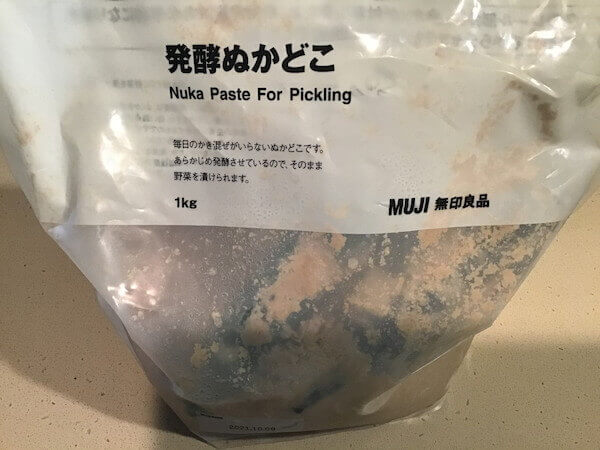 発酵ぬかどこ
Nuka Paste For Pickling
毎日のかき混ぜがいらないぬかどこです。
あらかじめ発酵させているので、そのまま
野菜を漬けられます。
1kg
MUJI 無印良品